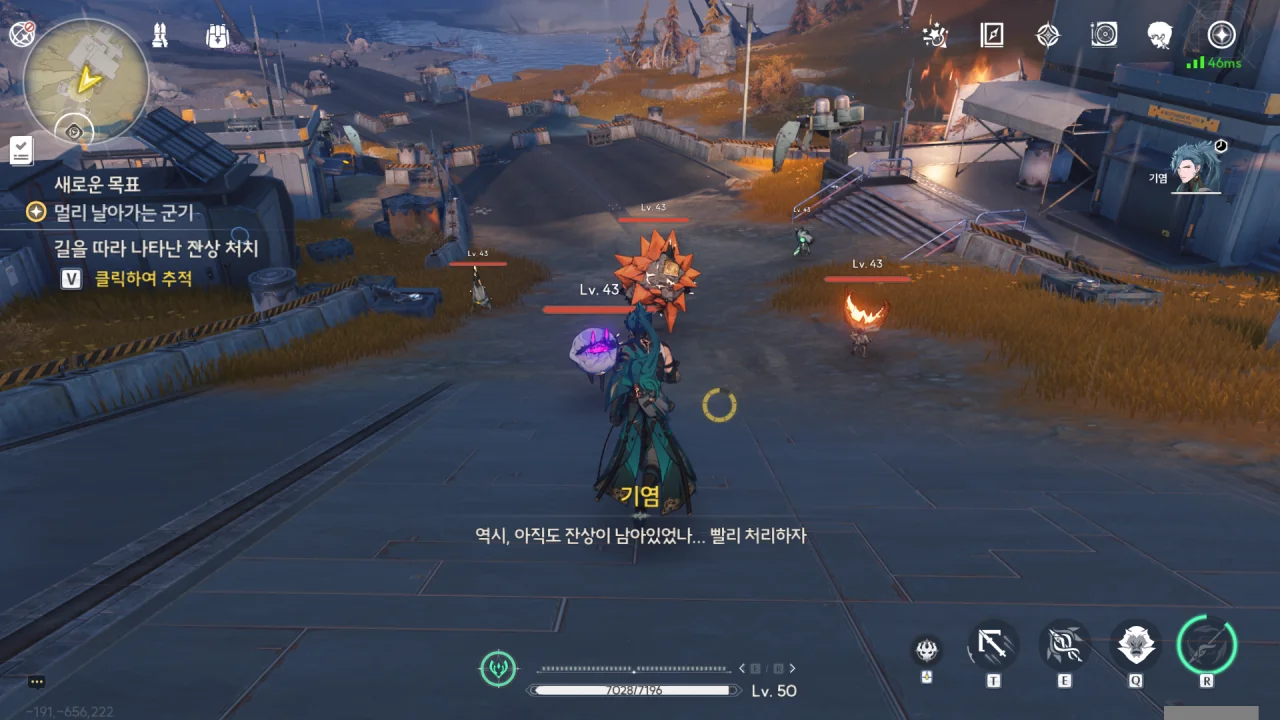 46ms
새로운 목표
멀리 날아가는 군기
길을 따라 나타난 잔상 처치
V 클릭하여 추적
기염
Lv. 43
Lv. 43
Lv. 43
Lv. 43
Lv. 43
기염
역시, 아직도 잔상이 남아있었나... 빨리 처리하자
T
E
Q
R
7028/7196
Lv. 50
-191,-656,222